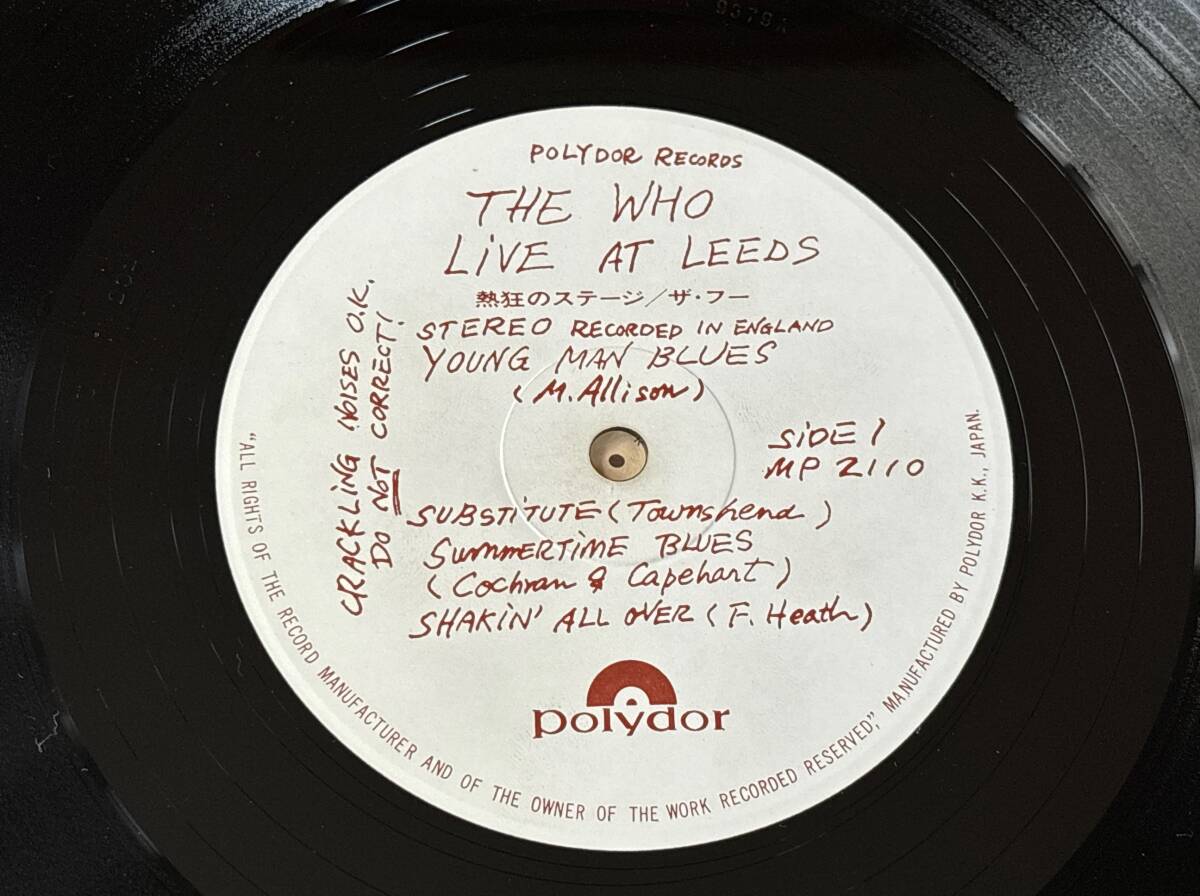 POLYDOR RECORDS
THE WHO
LiVE AT LEEDS
熱狂のステージ/ザ・フー
STEREO RECORDED IN ENGLAND
YOUNG MAN BLUES
(M. Allison)
SiDE 1
MP 2110
SUBSTiTUTE (Townshend)
SUMMERTiME BLUES
(Cochran & Capehart)
SHAKiN' ALL OVER (F. Heath)
CRACKLiNG NOISES O.K.
DO NOT CORRECT!
polydor
"ALL RIGHTS OF THE RECORD MANUFACTURER AND OF THE OWNER OF THE WORK RECORDED RESERVED," MANUFACTURED BY POLYDOR K.K., JAPAN.